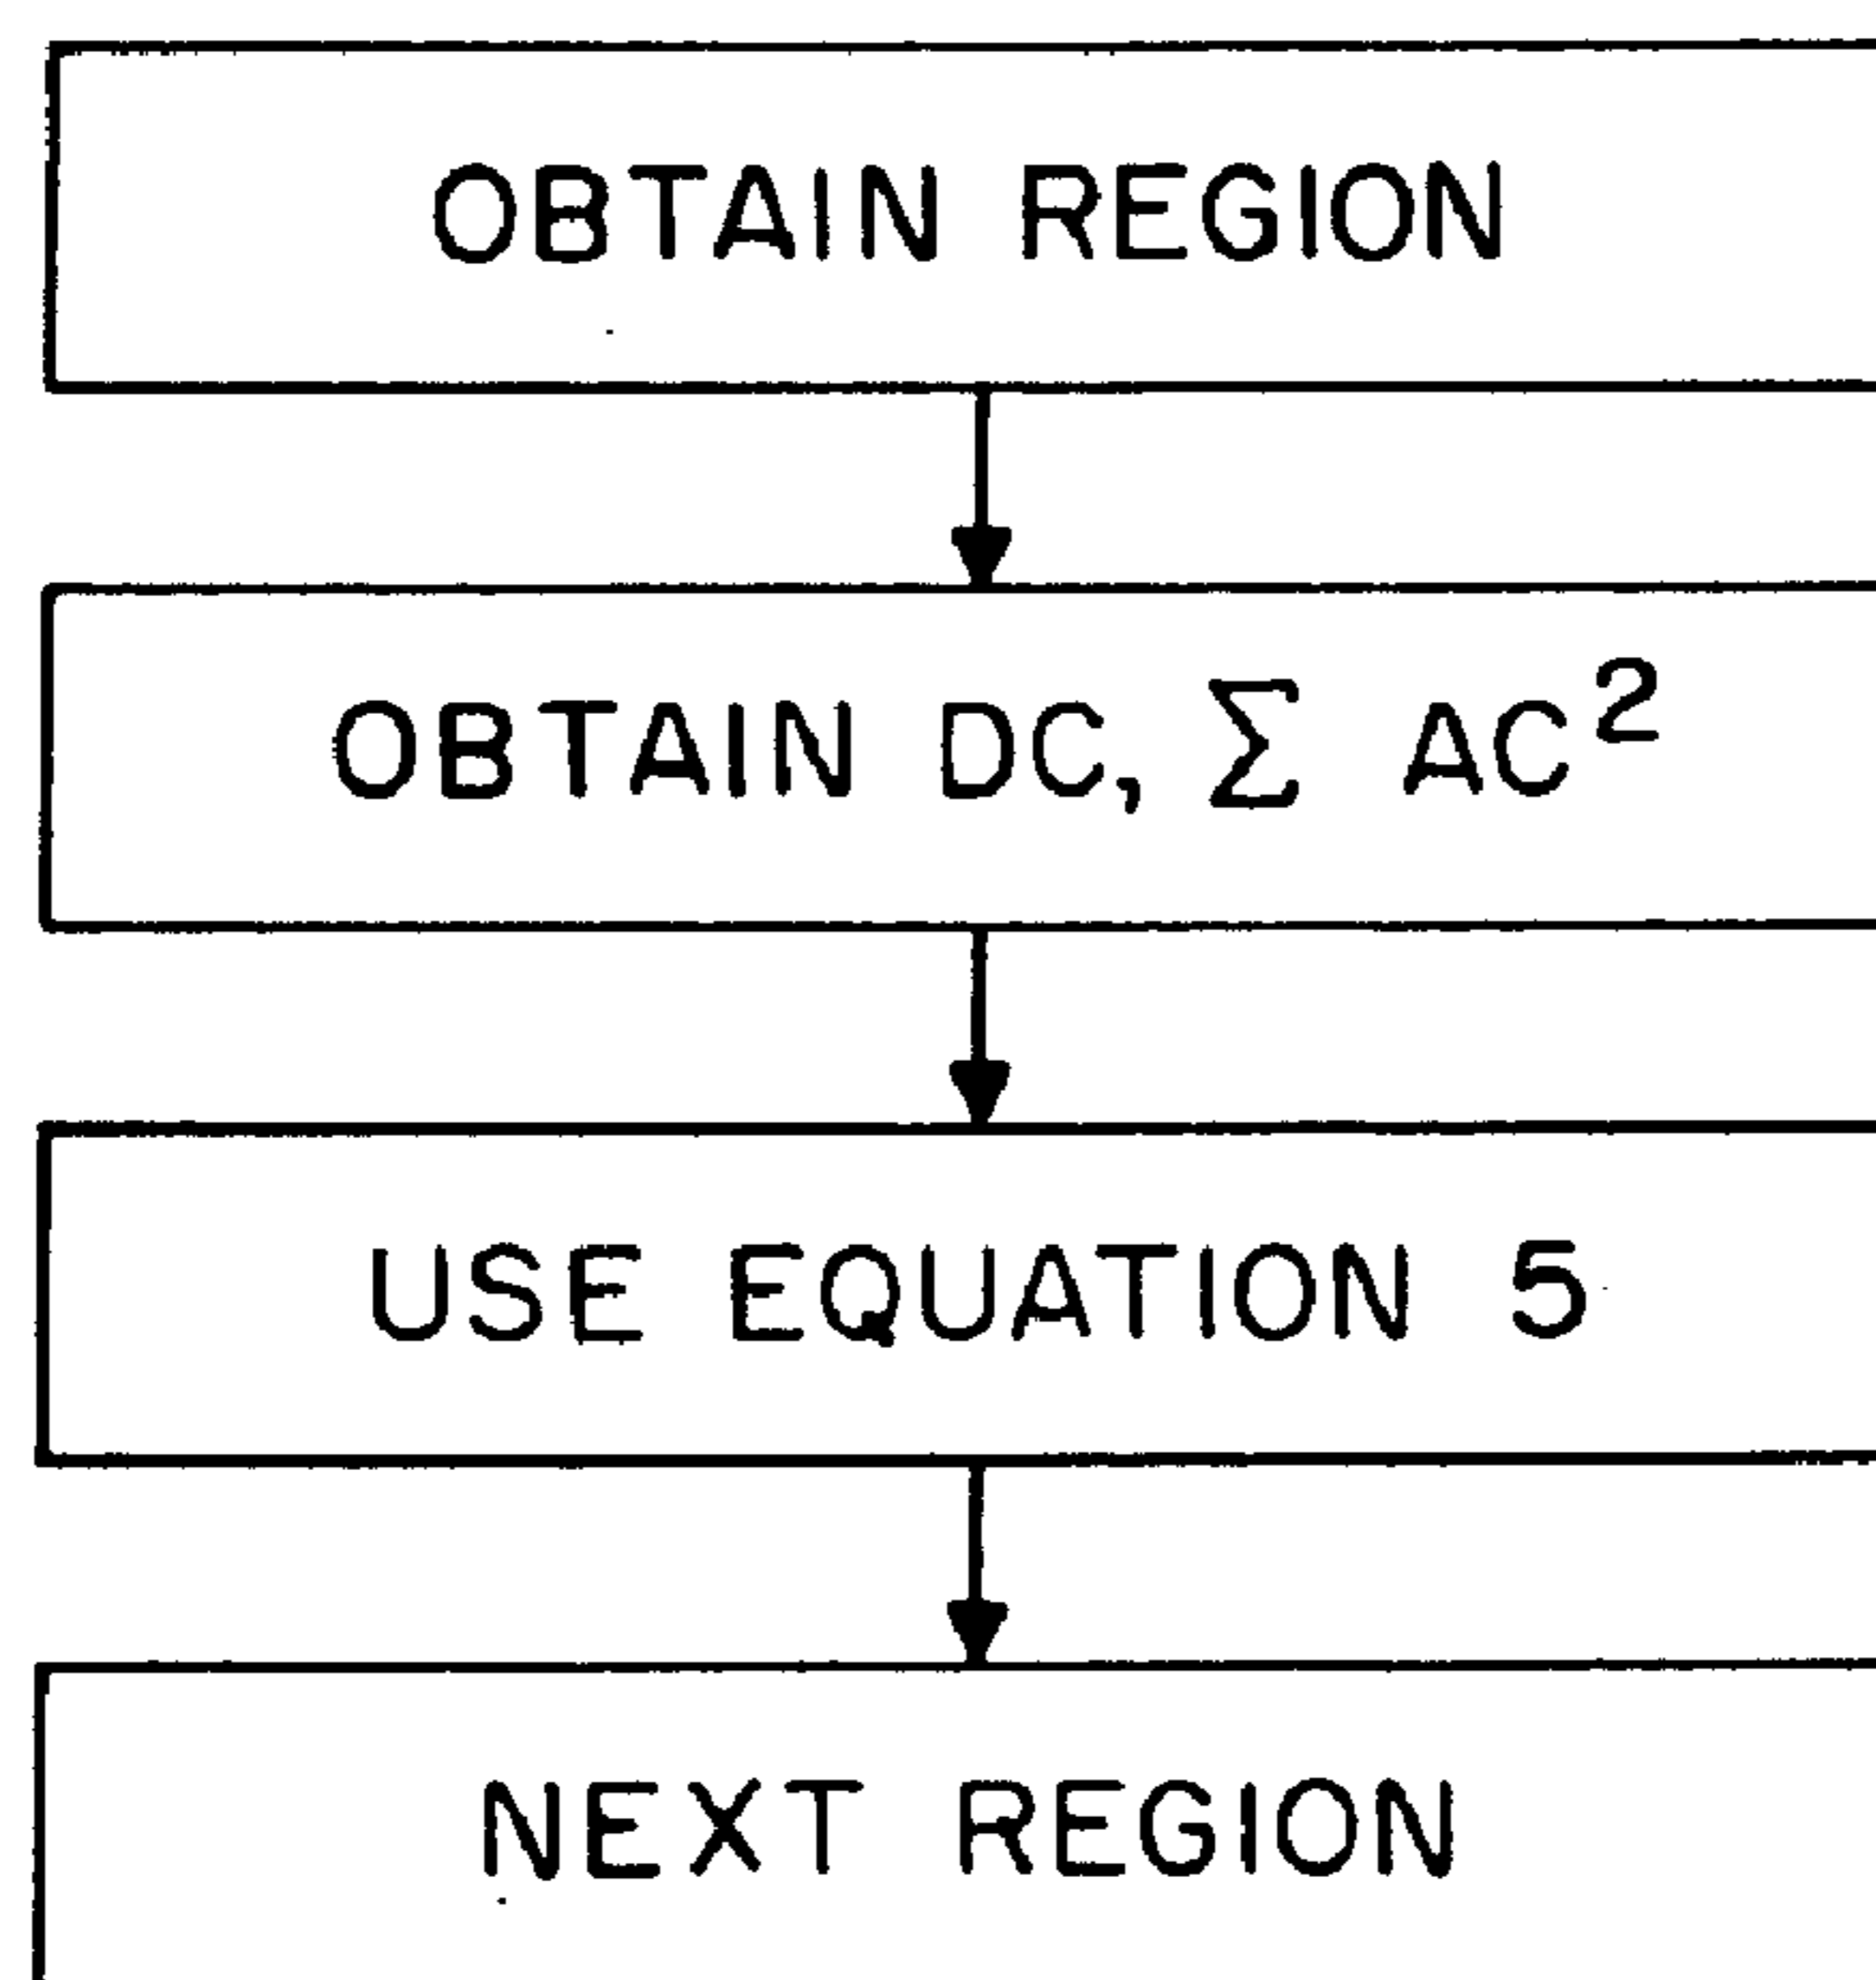 OBTAIN REGION
OBTAIN DC, Σ AC²
USE EQUATION 5
NEXT REGION